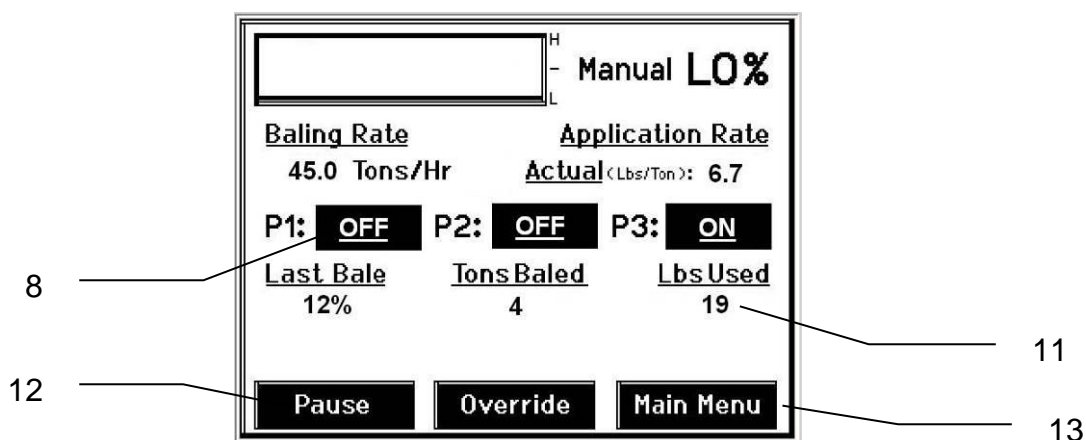 H
–
L
Manual LO%
Baling Rate Application Rate
45.0 Tons/Hr Actual (Lbs/Ton): 6.7
P1: OFF P2: OFF P3: ON
8
Last Bale Tons Baled Lbs Used
12% 4 19
11
12
Pause Override Main Menu
13